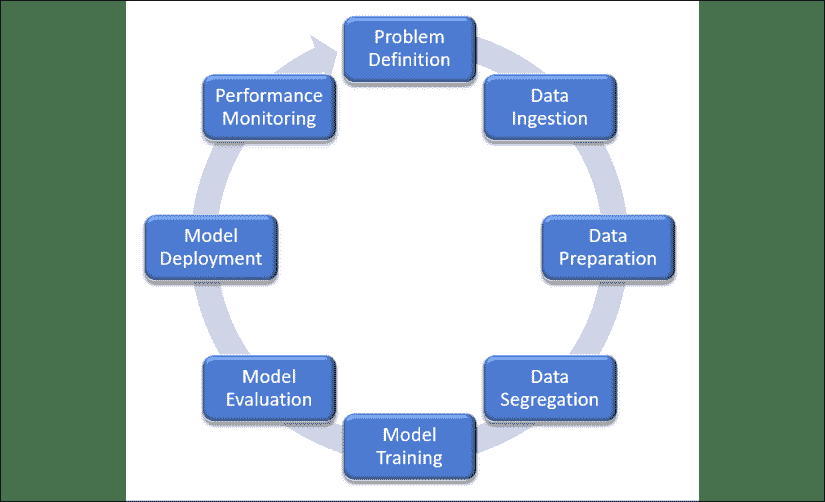 Problem
Definition
Data
Ingestion
Data
Preparation
Data
Segregation
Model
Training
Model
Evaluation
Model
Deployment
Performance
Monitoring